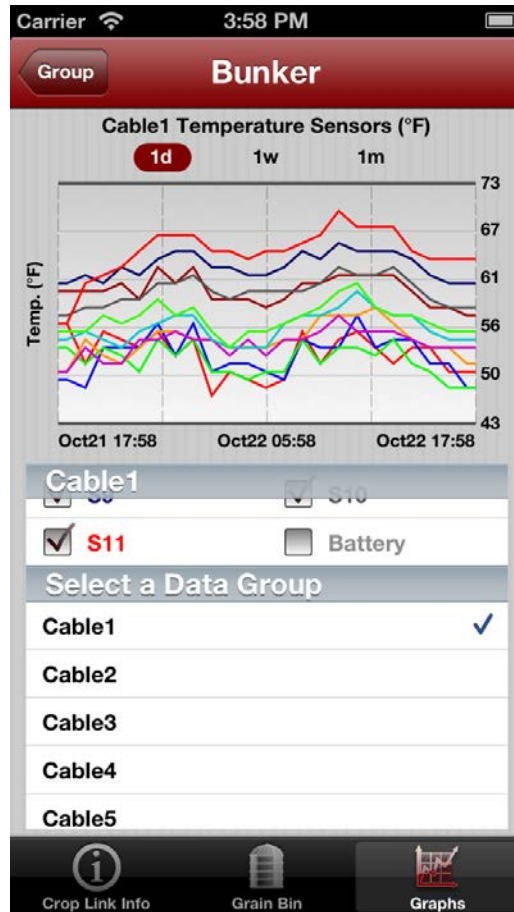 Carrier 3:58 PM
Group Bunker
Cable1 Temperature Sensors (°F)
1d 1w 1m
73
67
61
56
50
43
Temp. (°F)
Oct21 17:58 Oct22 05:58 Oct22 17:58
Cable1
S9 S10
S11 Battery
Select a Data Group
Cable1
Cable2
Cable3
Cable4
Cable5
Crop Link Info Grain Bin Graphs